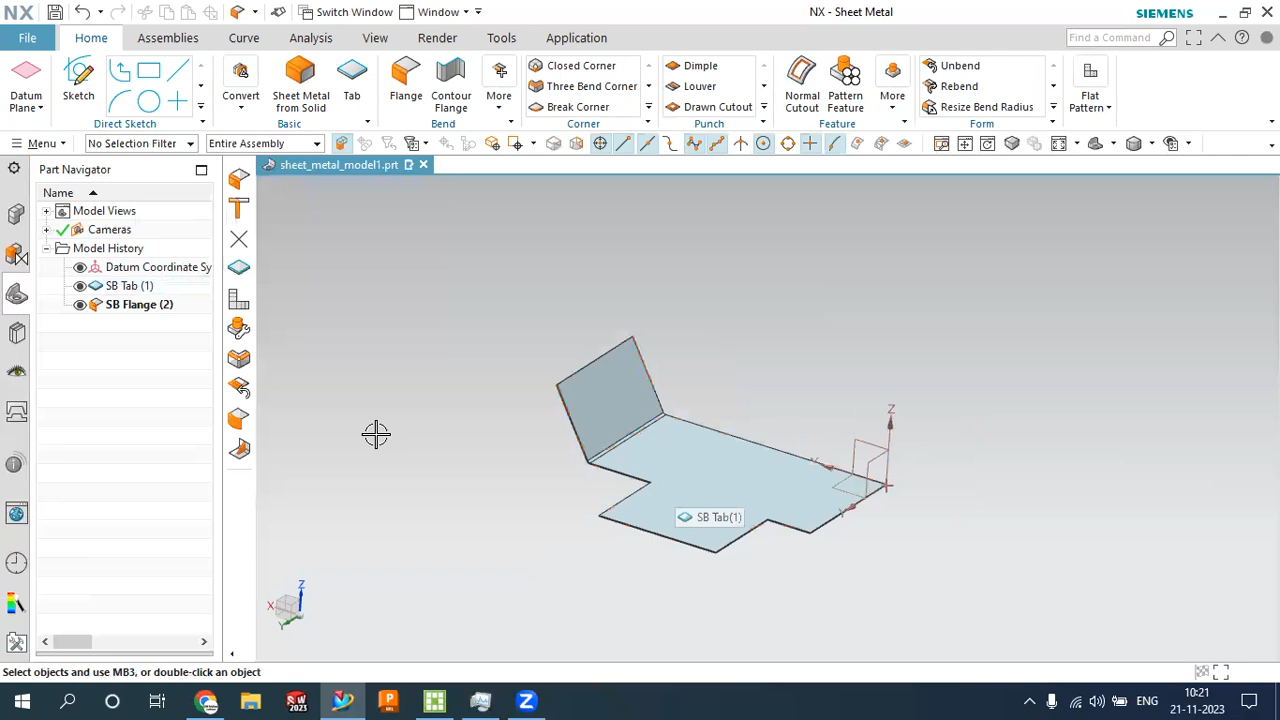 NX
Switch Window
Window
NX - Sheet Metal
SIEMENS
File
Home
Assemblies
Curve
Analysis
View
Render
Tools
Application
Find a Command
Datum Plane
Sketch
Direct Sketch
Convert
Sheet Metal from Solid
Tab
Basic
Flange
Contour Flange
More
Bend
Closed Corner
Three Bend Corner
Break Corner
Corner
Dimple
Louver
Drawn Cutout
Punch
Normal Cutout
Pattern Feature
More
Feature
Unbend
Rebend
Resize Bend Radius
Form
Flat Pattern
Menu
No Selection Filter
Entire Assembly
Part Navigator
sheet_metal_model1.prt
Name
Model Views
Cameras
Model History
Datum Coordinate Sy
SB Tab (1)
SB Flange (2)
Z
SB Tab(1)
Z
X
Y
Select objects and use MB3, or double-click an object
SW
2023
ENG
10:21
21-11-2023